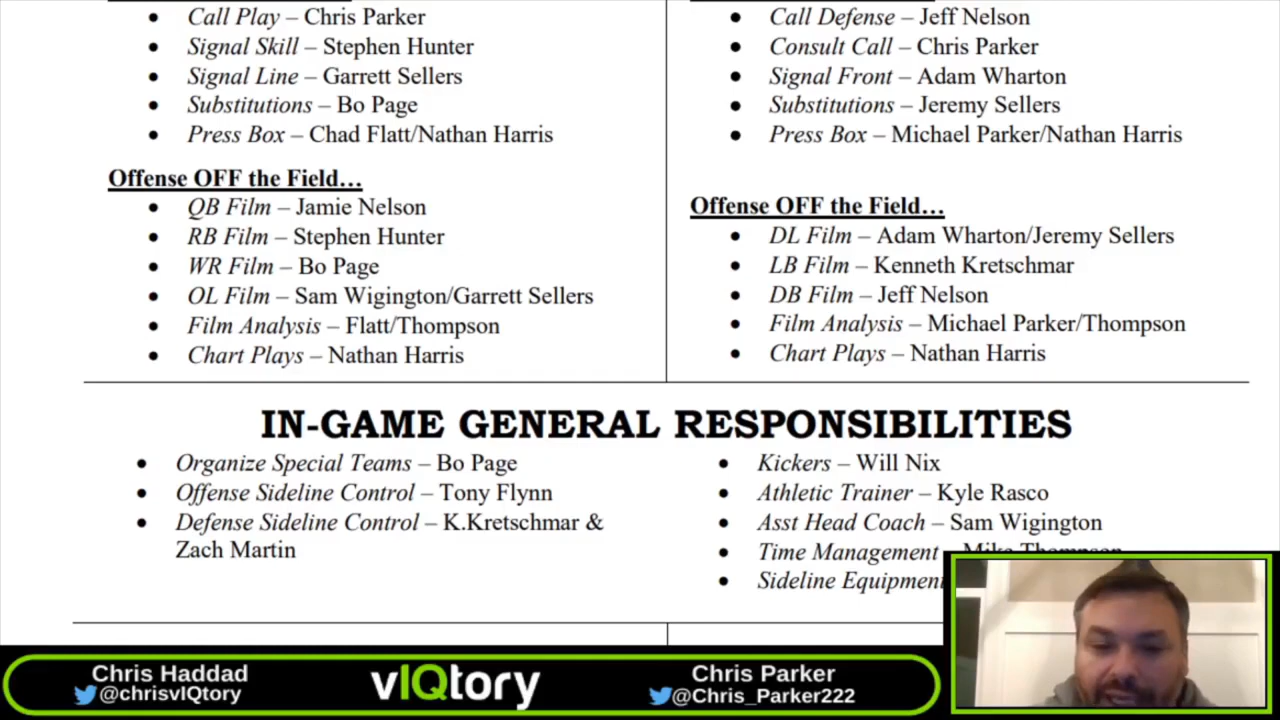 • Call Play – Chris Parker
• Signal Skill – Stephen Hunter
• Signal Line – Garrett Sellers
• Substitutions – Bo Page
• Press Box – Chad Flatt/Nathan Harris
Offense OFF the Field…
• QB Film – Jamie Nelson
• RB Film – Stephen Hunter
• WR Film – Bo Page
• OL Film – Sam Wigington/Garrett Sellers
• Film Analysis – Flatt/Thompson
• Chart Plays – Nathan Harris
• Call Defense – Jeff Nelson
• Consult Call – Chris Parker
• Signal Front – Adam Wharton
• Substitutions – Jeremy Sellers
• Press Box – Michael Parker/Nathan Harris
Offense OFF the Field…
• DL Film – Adam Wharton/Jeremy Sellers
• LB Film – Kenneth Kretschmar
• DB Film – Jeff Nelson
• Film Analysis – Michael Parker/Thompson
• Chart Plays – Nathan Harris
IN-GAME GENERAL RESPONSIBILITIES
• Organize Special Teams – Bo Page
• Offense Sideline Control – Tony Flynn
• Defense Sideline Control – K.Kretschmar &
Zach Martin
• Kickers – Will Nix
• Athletic Trainer – Kyle Rasco
• Asst Head Coach – Sam Wigington
• Time Management – Mike Thompson
• Sideline Equipment
Chris Haddad
@chrisvIQtory
vIQtory
Chris Parker
@Chris_Parker222